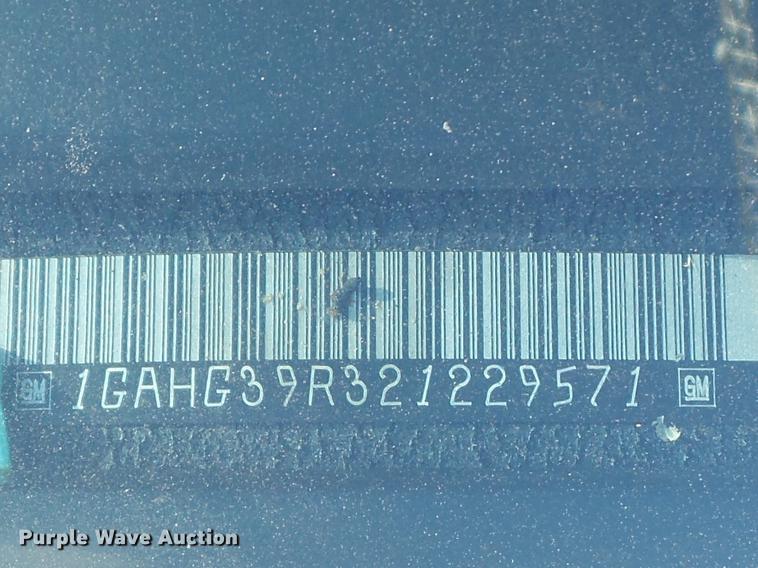 GM 1GAHG39R321229571 GM
Purple Wave Auction